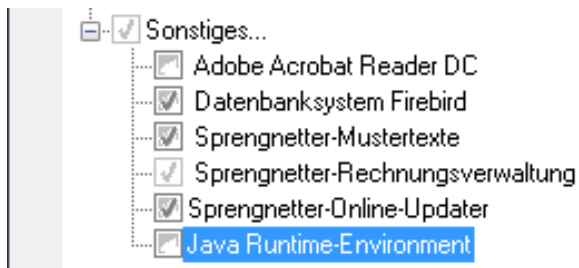 Sonstiges...
Adobe Acrobat Reader DC
Datenbanksystem Firebird
Sprengnetter-Mustertexte
Sprengnetter-Rechnungsverwaltung
Sprengnetter-Online-Updater
Java Runtime-Environment